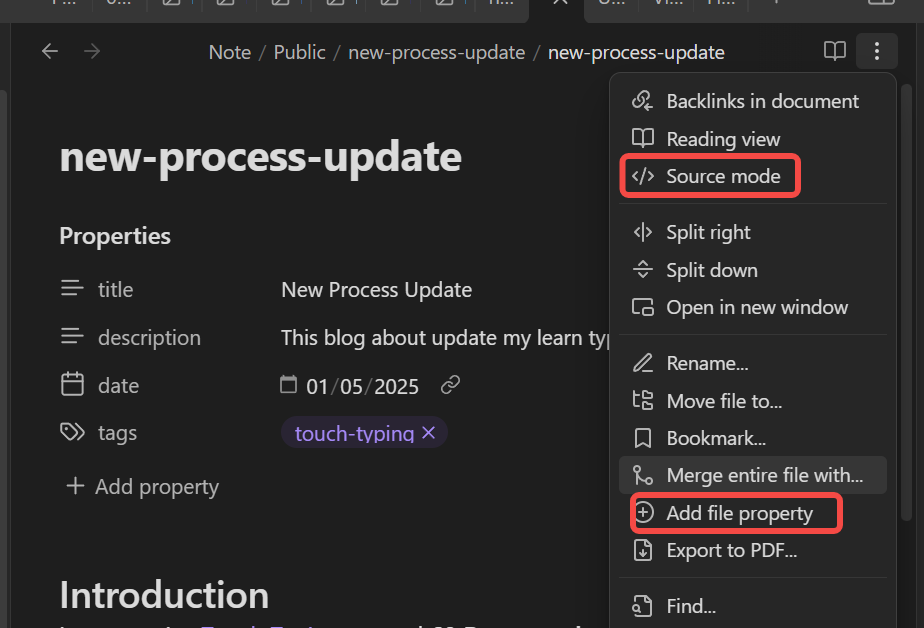 Note / Public / new-process-update / new-process-update
new-process-update
Properties
title New Process Update
description This blog about update my learn
date 01/05/2025
tags touch-typing
Add property
Introduction
Backlinks in document
Reading view
Source mode
Split right
Split down
Open in new window
Rename...
Move file to...
Bookmark...
Merge entire file with...
Add file property
Export to PDF...
Find...